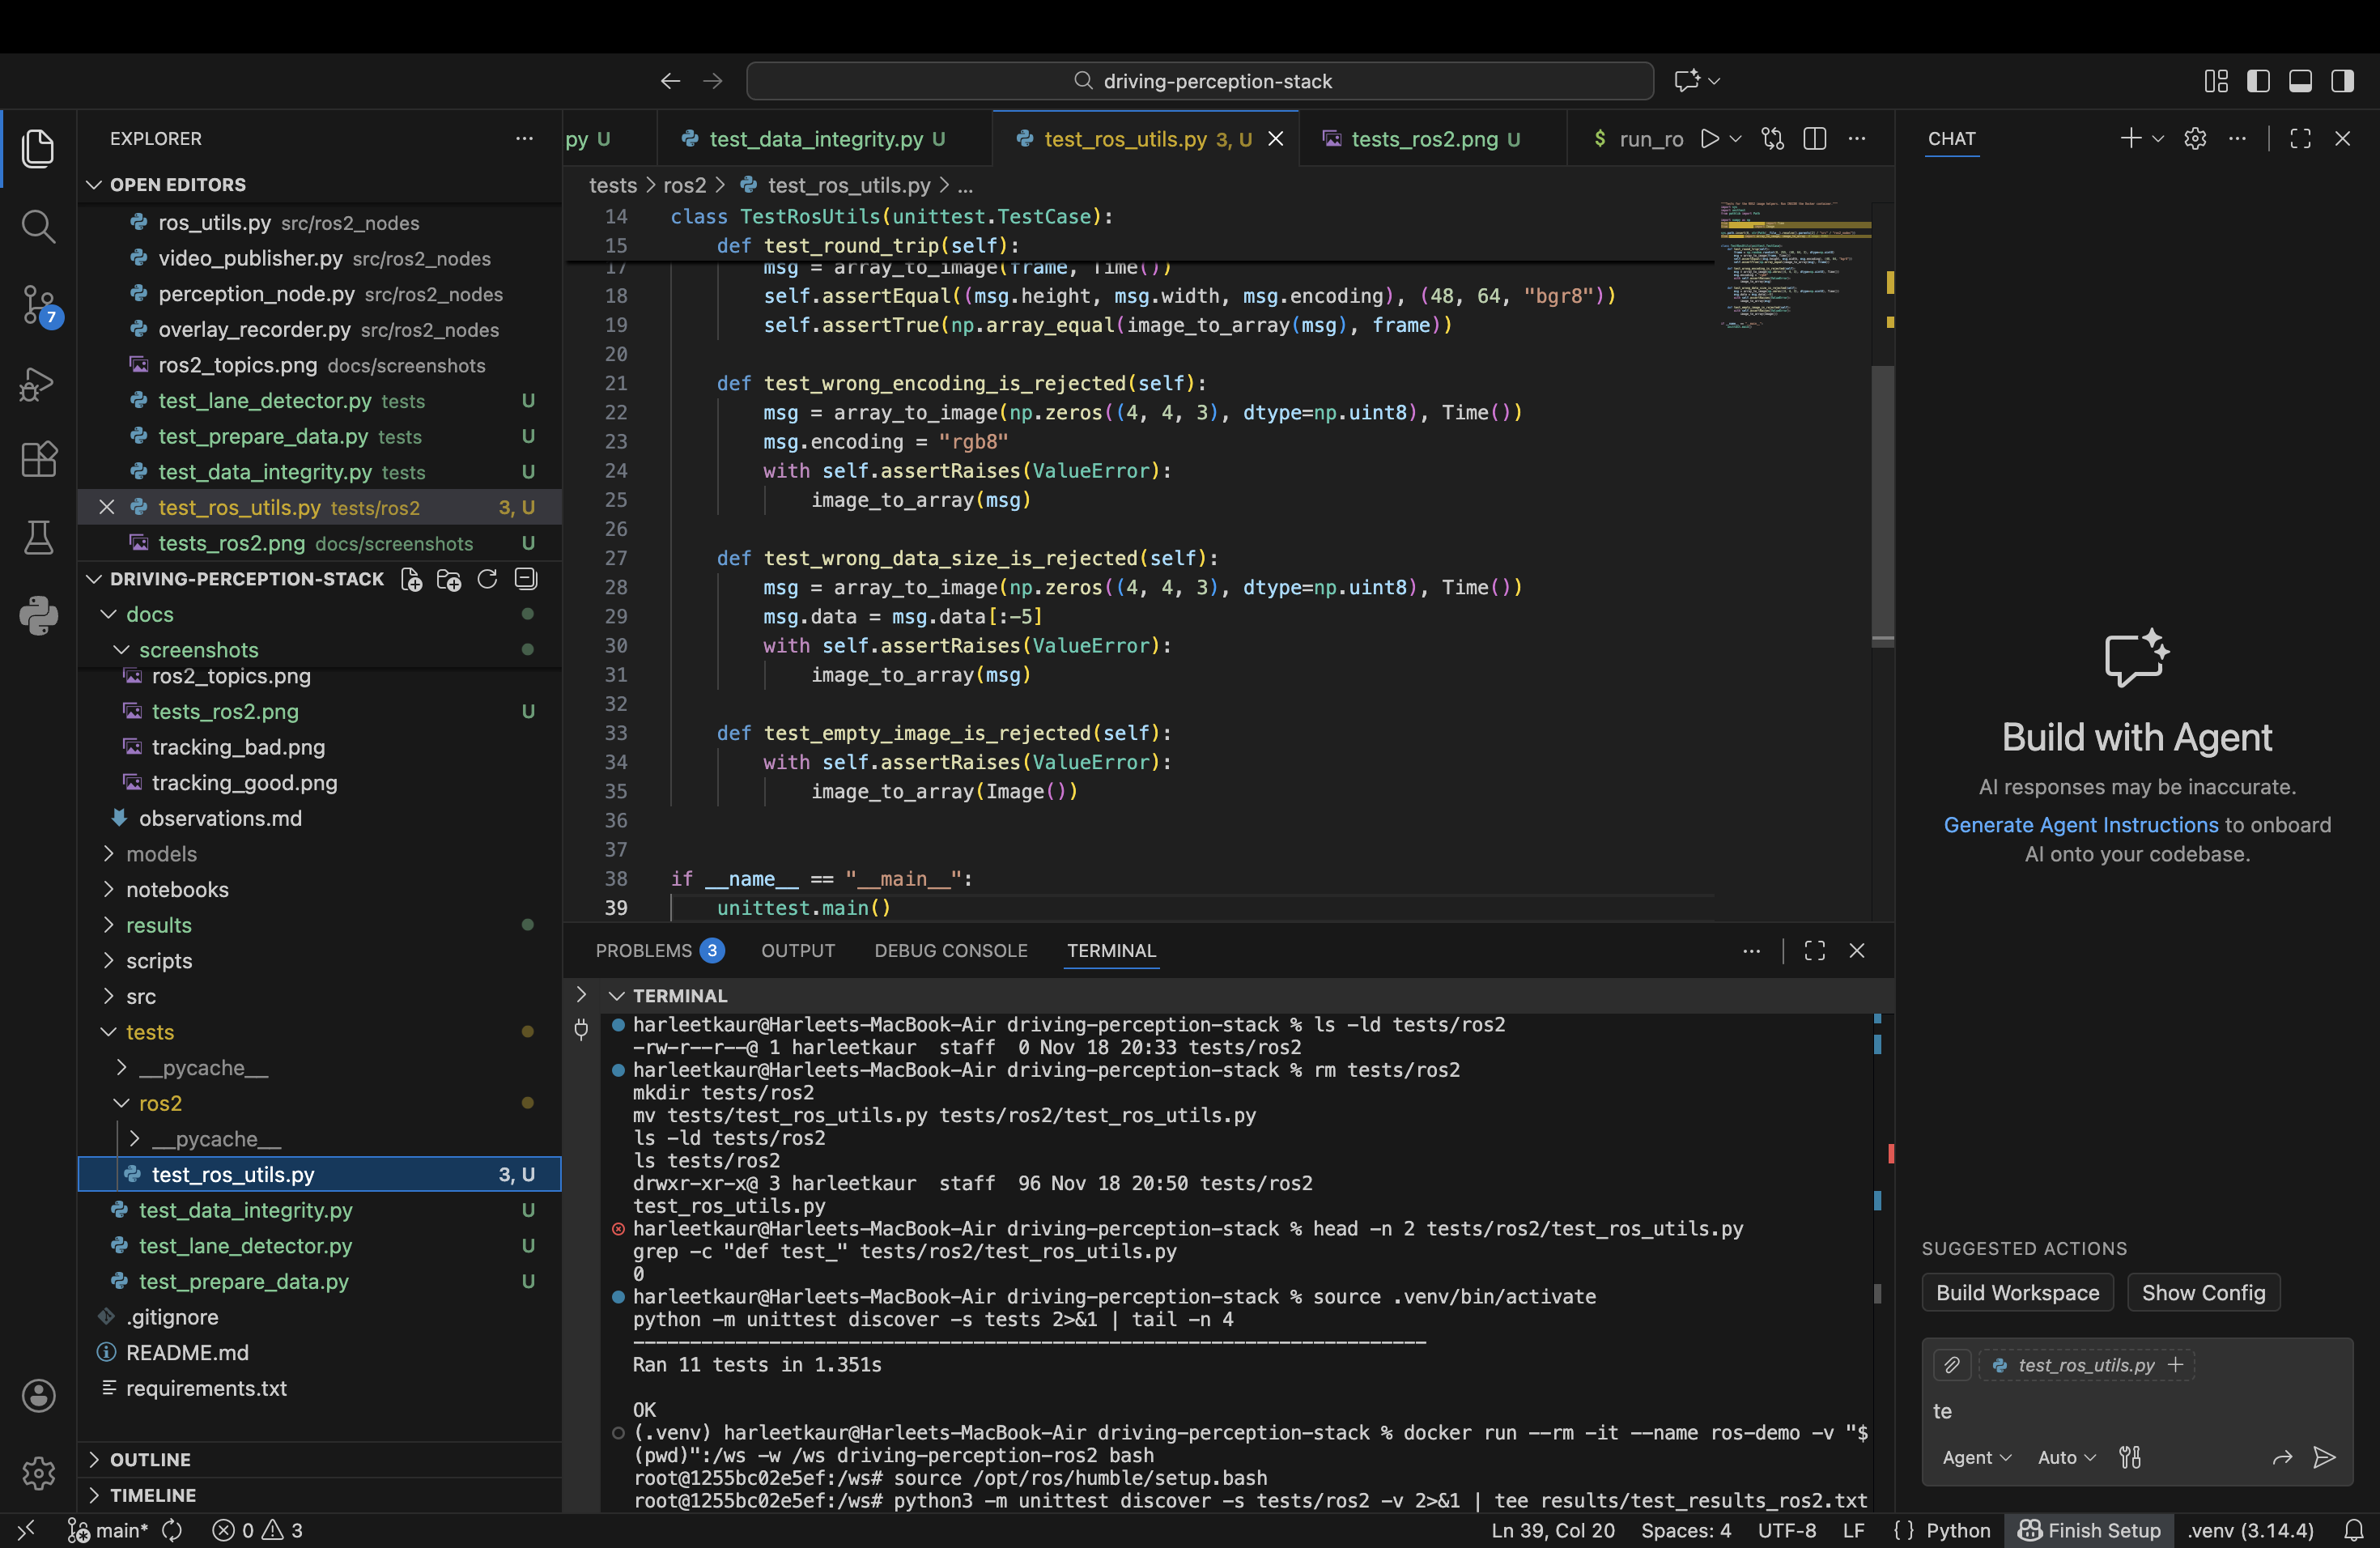 driving-perception-stack
EXPLORER
OPEN EDITORS
ros_utils.py src/ros2_nodes
video_publisher.py src/ros2_nodes
perception_node.py src/ros2_nodes
overlay_recorder.py src/ros2_nodes
ros2_topics.png docs/screenshots
test_lane_detector.py tests U
test_prepare_data.py tests U
test_data_integrity.py tests U
test_ros_utils.py tests/ros2 3, U
tests_ros2.png docs/screenshots U
DRIVING-PERCEPTION-STACK
docs
screenshots
ros2_topics.png
tests_ros2.png U
tracking_bad.png
tracking_good.png
observations.md
models
notebooks
results
scripts
src
tests
__pycache__
ros2
__pycache__
test_ros_utils.py 3, U
test_data_integrity.py U
test_lane_detector.py U
test_prepare_data.py U
.gitignore
README.md
requirements.txt
OUTLINE
TIMELINE
7
py U
test_data_integrity.py U
test_ros_utils.py 3, U
tests_ros2.png U
$ run_ro
tests > ros2 > test_ros_utils.py > ...
14 class TestRosUtils(unittest.TestCase):
15 def test_round_trip(self):
17 msg = array_to_image(frame, Time())
18 self.assertEqual((msg.height, msg.width, msg.encoding), (48, 64, "bgr8"))
19 self.assertTrue(np.array_equal(image_to_array(msg), frame))
20
21 def test_wrong_encoding_is_rejected(self):
22 msg = array_to_image(np.zeros((4, 4, 3), dtype=np.uint8), Time())
23 msg.encoding = "rgb8"
24 with self.assertRaises(ValueError):
25 image_to_array(msg)
26
27 def test_wrong_data_size_is_rejected(self):
28 msg = array_to_image(np.zeros((4, 4, 3), dtype=np.uint8), Time())
29 msg.data = msg.data[:-5]
30 with self.assertRaises(ValueError):
31 image_to_array(msg)
32
33 def test_empty_image_is_rejected(self):
34 with self.assertRaises(ValueError):
35 image_to_array(Image())
36
37
38 if __name__ == "__main__":
39 unittest.main()
PROBLEMS 3 OUTPUT DEBUG CONSOLE TERMINAL
TERMINAL
harleetkaur@Harleets-MacBook-Air driving-perception-stack % ls -ld tests/ros2
-rw-r--r--@ 1 harleetkaur  staff  0 Nov 18 20:33 tests/ros2
harleetkaur@Harleets-MacBook-Air driving-perception-stack % rm tests/ros2
mkdir tests/ros2
mv tests/test_ros_utils.py tests/ros2/test_ros_utils.py
ls -ld tests/ros2
ls tests/ros2
drwxr-xr-x@ 3 harleetkaur  staff  96 Nov 18 20:50 tests/ros2
test_ros_utils.py
harleetkaur@Harleets-MacBook-Air driving-perception-stack % head -n 2 tests/ros2/test_ros_utils.py
grep -c "def test_" tests/ros2/test_ros_utils.py
0
harleetkaur@Harleets-MacBook-Air driving-perception-stack % source .venv/bin/activate
python -m unittest discover -s tests 2>&1 | tail -n 4
----------------------------------------------------------------------
Ran 11 tests in 1.351s
OK
(.venv) harleetkaur@Harleets-MacBook-Air driving-perception-stack % docker run --rm -it --name ros-demo -v "$
(pwd)":/ws -w /ws driving-perception-ros2 bash
root@1255bc02e5ef:/ws# source /opt/ros/humble/setup.bash
root@1255bc02e5ef:/ws# python3 -m unittest discover -s tests/ros2 -v 2>&1 | tee results/test_results_ros2.txt
CHAT
Build with Agent
AI responses may be inaccurate.
Generate Agent Instructions to onboard
AI onto your codebase.
SUGGESTED ACTIONS
Build Workspace
Show Config
test_ros_utils.py
te
Agent
Auto
main*
0 3
Ln 39, Col 20
Spaces: 4
UTF-8
LF
{ } Python
Finish Setup
.venv (3.14.4)